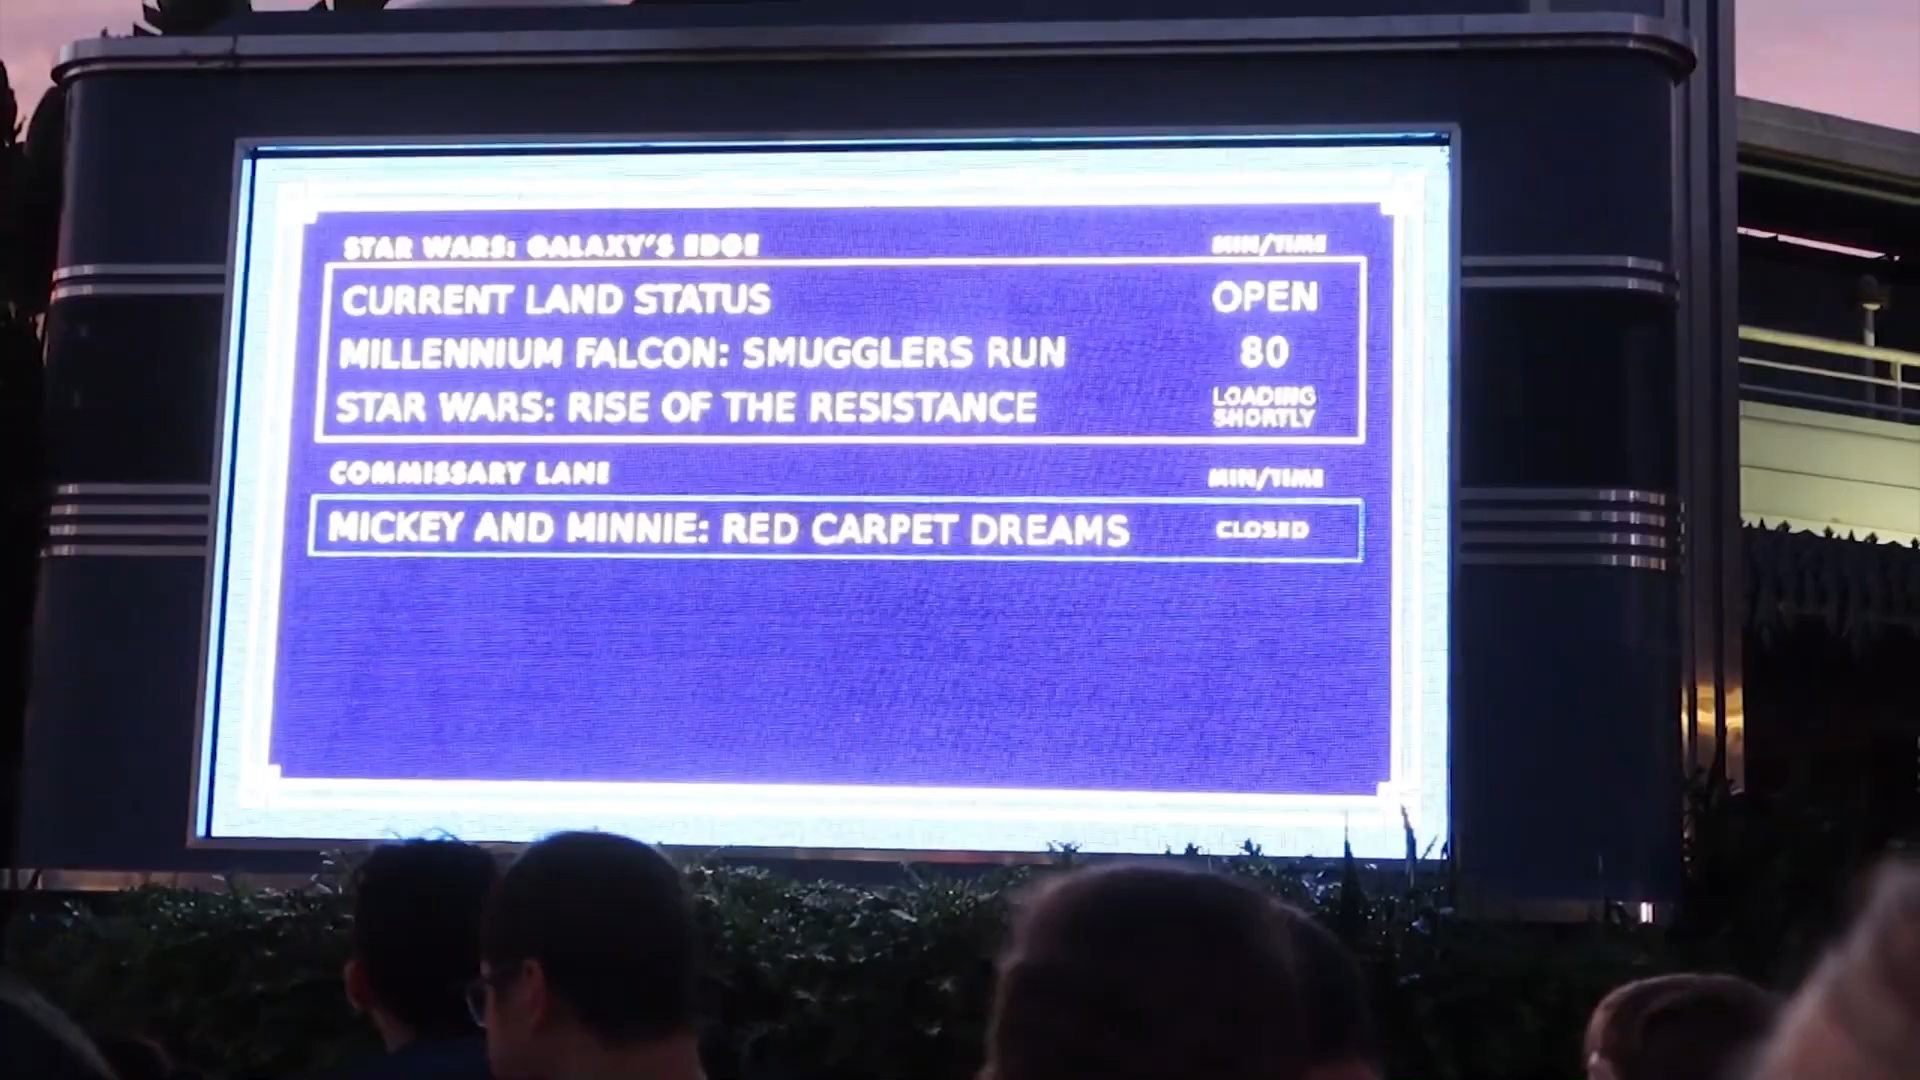 STAR WARS: GALAXY'S EDGE MIN/TIME
CURRENT LAND STATUS OPEN
MILLENNIUM FALCON: SMUGGLERS RUN 80
STAR WARS: RISE OF THE RESISTANCE LOADING SHORTLY
COMMISSARY LANE MIN/TIME
MICKEY AND MINNIE: RED CARPET DREAMS CLOSED